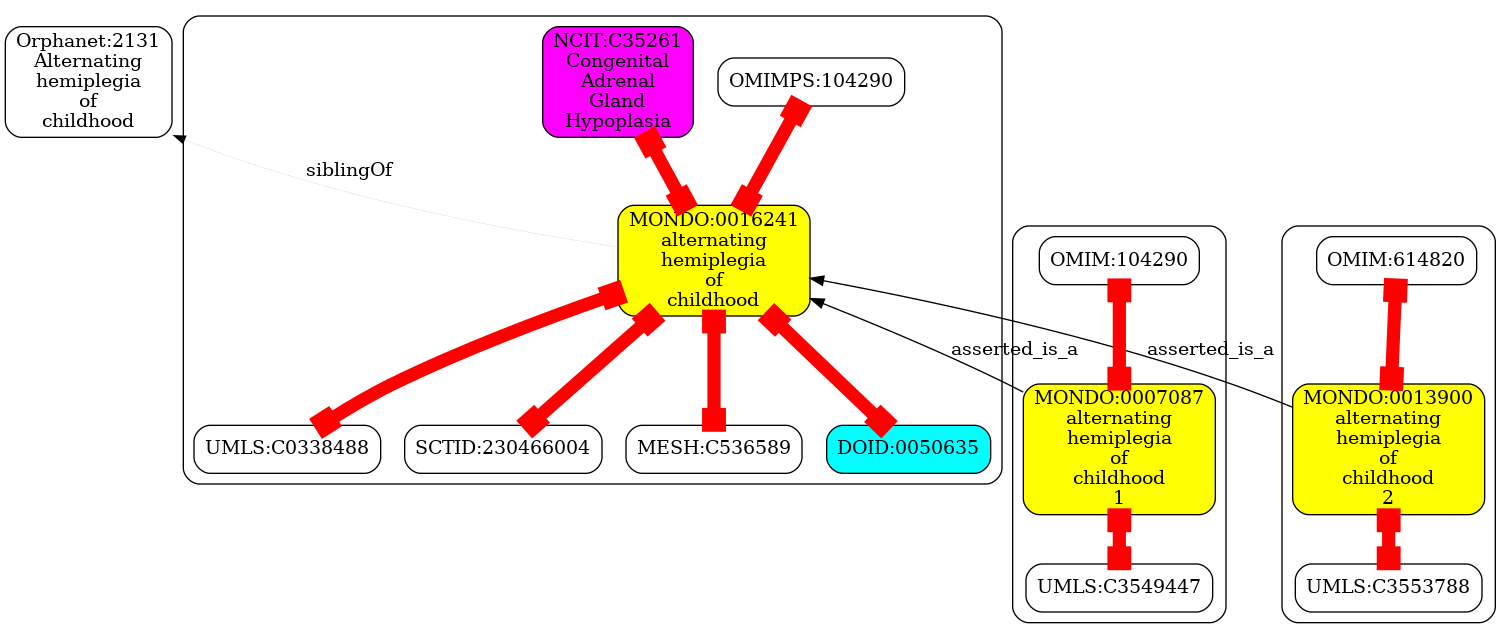 Orphanet:2131
Alternating
hemiplegia
of
childhood
NCIT:C35261
Congenital
Adrenal
Gland
Hypoplasia
OMIMPS:104290
siblingOf
MONDO:0016241
alternating
hemiplegia
of
childhood
OMIM:104290
OMIM:614820
asserted_is_a
asserted_is_a
UMLS:C0338488
SCTID:230466004
MESH:C536589
DOID:0050635
MONDO:0007087
alternating
hemiplegia
of
childhood
1
MONDO:0013900
alternating
hemiplegia
of
childhood
2
UMLS:C3549447
UMLS:C3553788